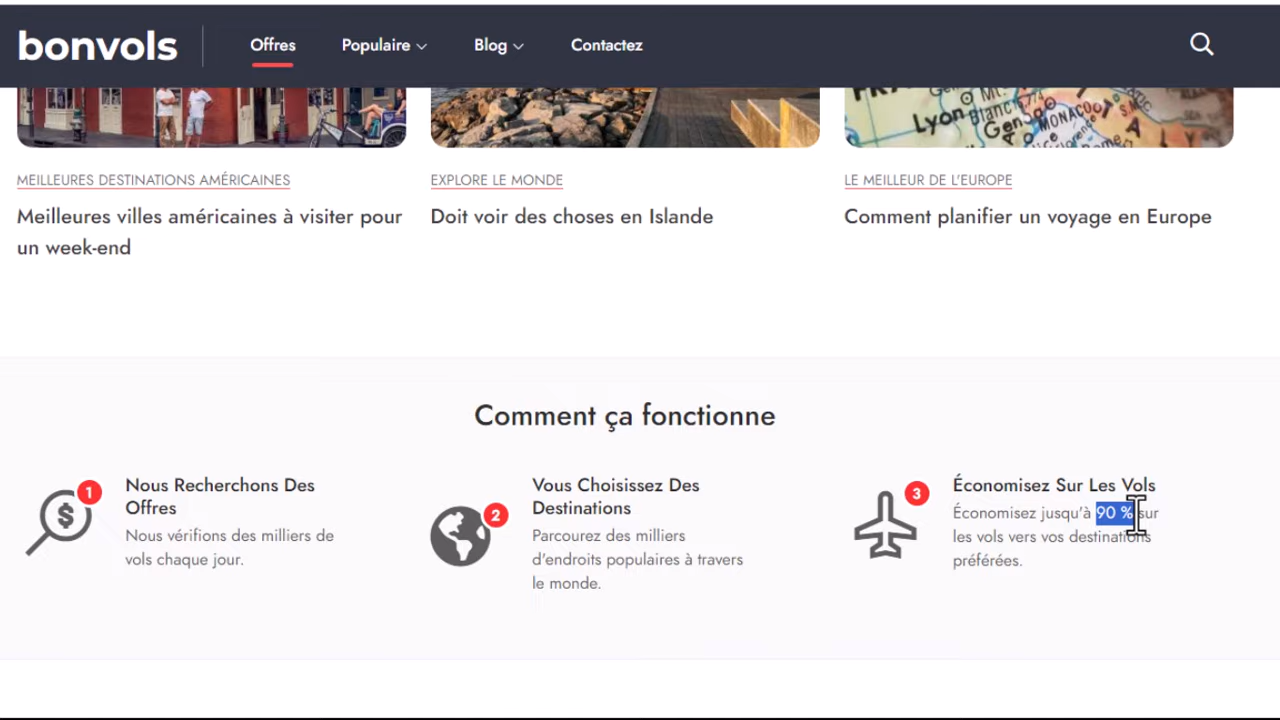 bonvols
Offres
Populaire
Blog
Contactez
Lyon
Blanc
Geno
MONACO
MEILLEURES DESTINATIONS AMÉRICAINES
Meilleures villes américaines à visiter pour
un week-end
EXPLORE LE MONDE
Doit voir des choses en Islande
LE MEILLEUR DE L'EUROPE
Comment planifier un voyage en Europe
Comment ça fonctionne
1
Nous Recherchons Des
Offres
Nous vérifions des milliers de
vols chaque jour.
2
Vous Choisissez Des
Destinations
Parcourez des milliers
d'endroits populaires à travers
le monde.
3
Économisez Sur Les Vols
Économisez jusqu'à 90 % sur
les vols vers vos destinations
préférées.